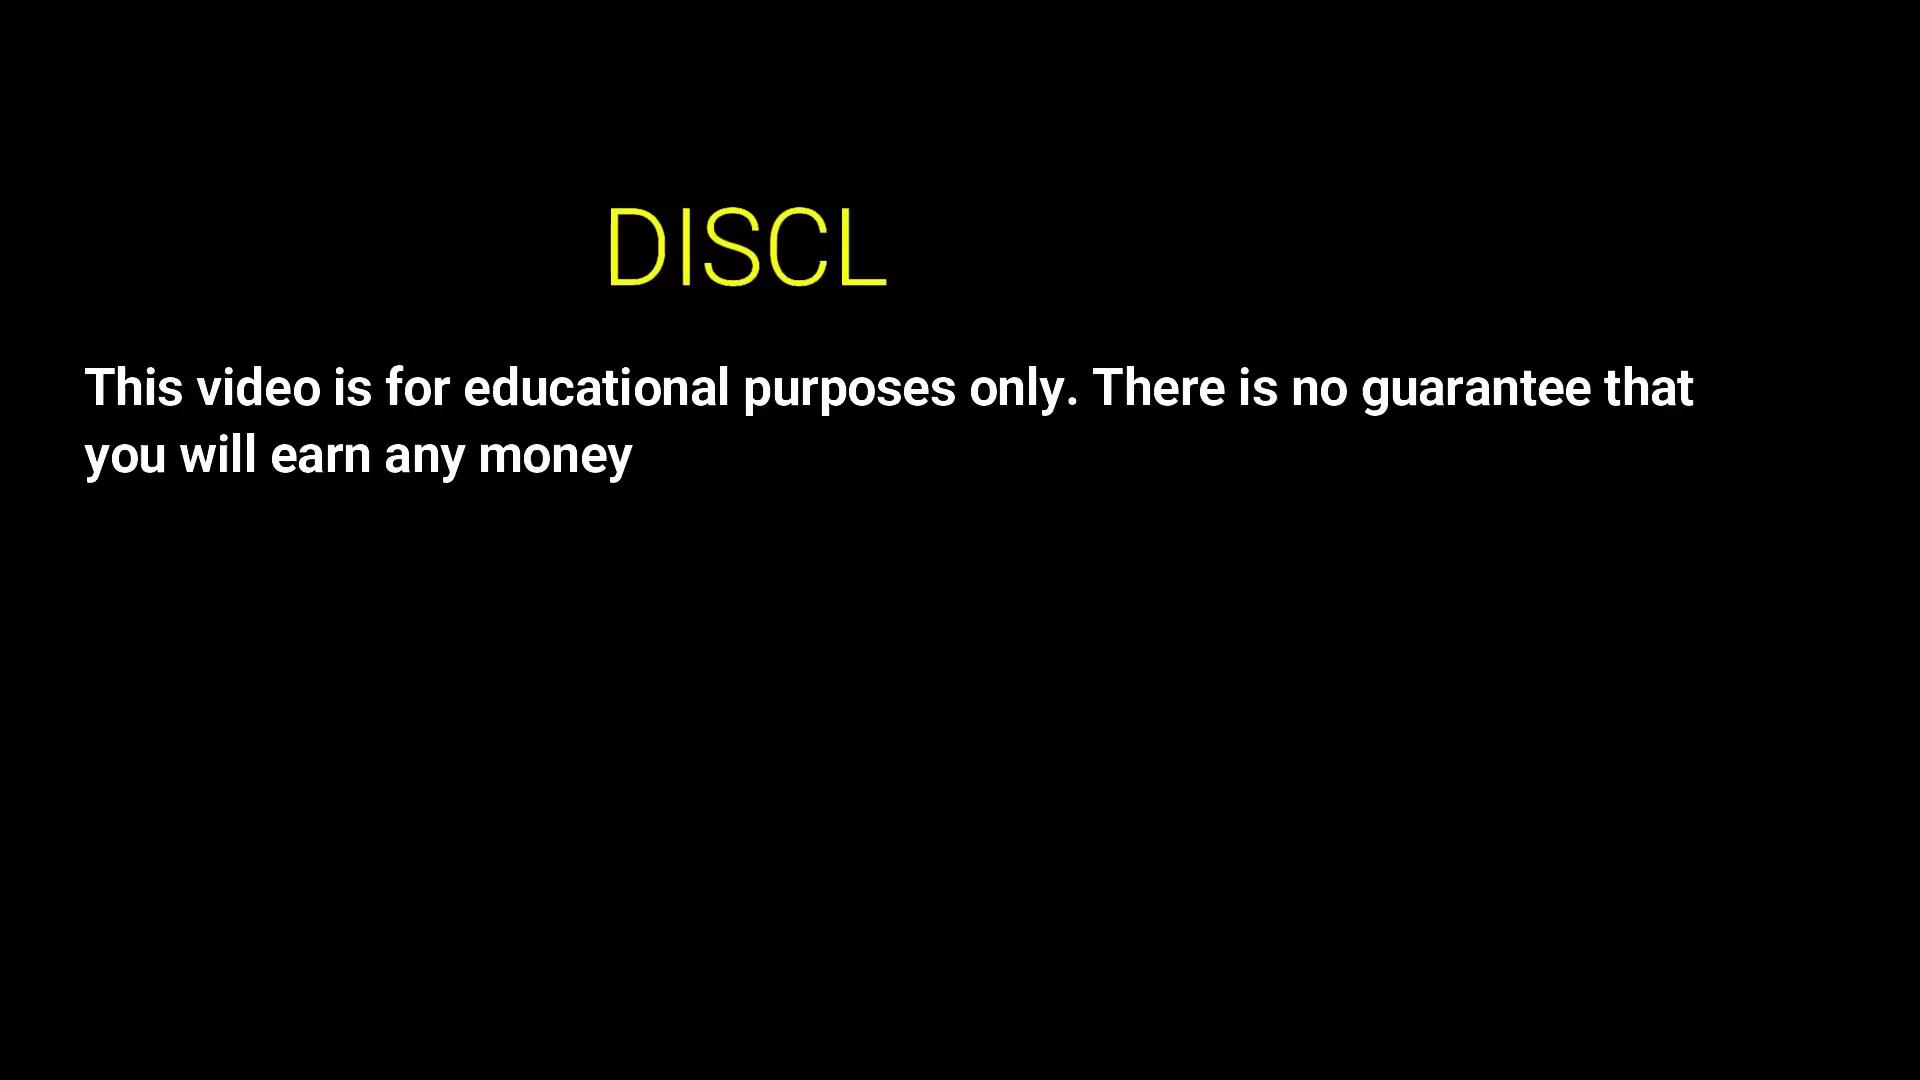 DISCL
This video is for educational purposes only. There is no guarantee that
you will earn any money